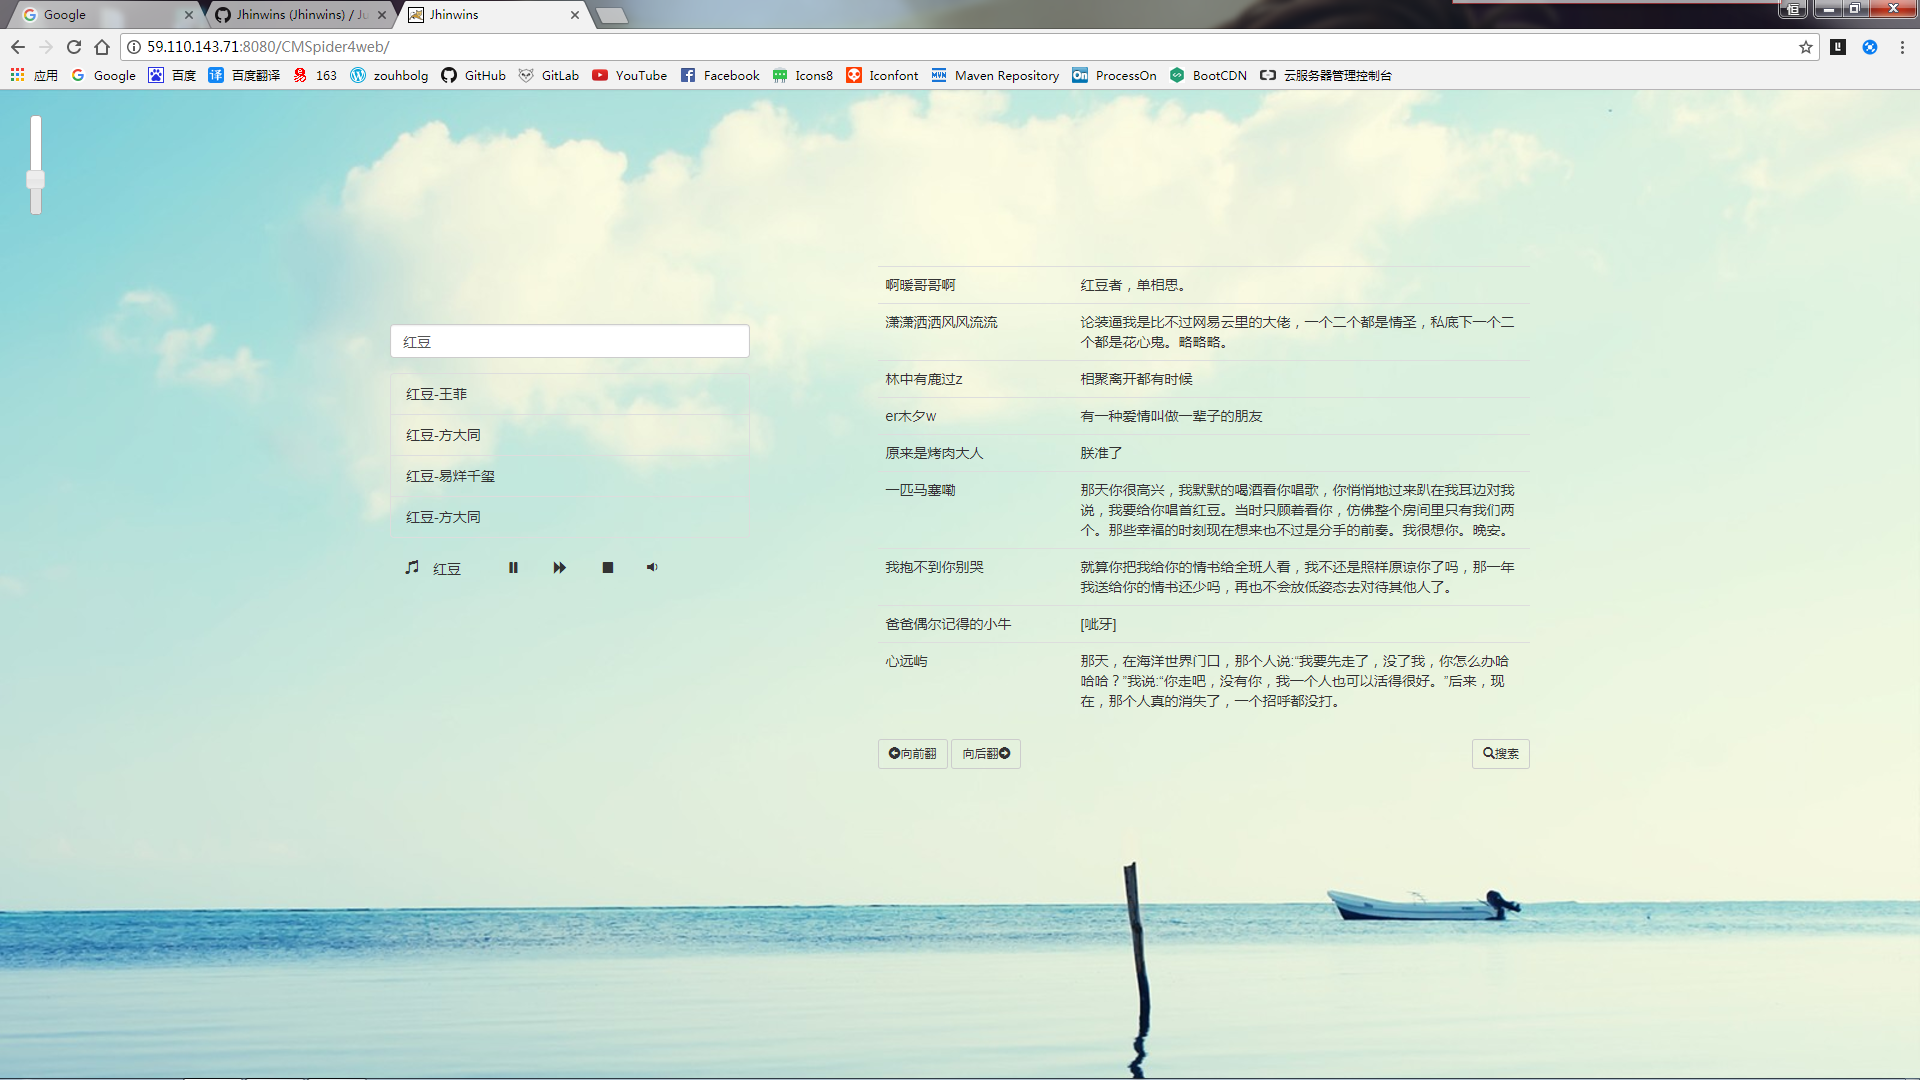 Google
Jhinwins (Jhinwins) / Ju
Jhinwins
恒
59.110.143.71:8080/CMSpider4web/
应用 Google 百度 百度翻译 163 zouhbolg GitHub GitLab YouTube Facebook Icons8 Iconfont Maven Repository ProcessOn BootCDN 云服务器管理控制台
红豆
红豆-王菲
红豆-方大同
红豆-易烊千玺
红豆-方大同
红豆
啊暖哥哥啊 红豆者，单相思。
潇潇洒洒风风流流 论装逼我是比不过网易云里的大佬，一个二个都是情圣，私底下一个二
个都是花心鬼。略略略。
林中有鹿过z 相聚离开都有时候
er木夕w 有一种爱情叫做一辈子的朋友
原来是烤肉大人 朕准了
一匹马塞嘞 那天你很高兴，我默默的喝酒看你唱歌，你悄悄地过来趴在我耳边对我
说，我要给你唱首红豆。当时只顾着看你，仿佛整个房间里只有我们两
个。那些幸福的时刻现在想来也不过是分手的前奏。我很想你。晚安。
我抱不到你别哭 就算你把我给你的情书给全班人看，我不还是照样原谅你了吗，那一年
我送给你的情书还少吗，再也不会放低姿态去对待其他人了。
爸爸偶尔记得的小牛 [呲牙]
心远屿 那天，在海洋世界门口，那个人说:“我要先走了，没了我，你怎么办哈
哈哈？”我说:“你走吧，没有你，我一个人也可以活得很好。”后来，现
在，那个人真的消失了，一个招呼都没打。
向前翻 向后翻 搜索